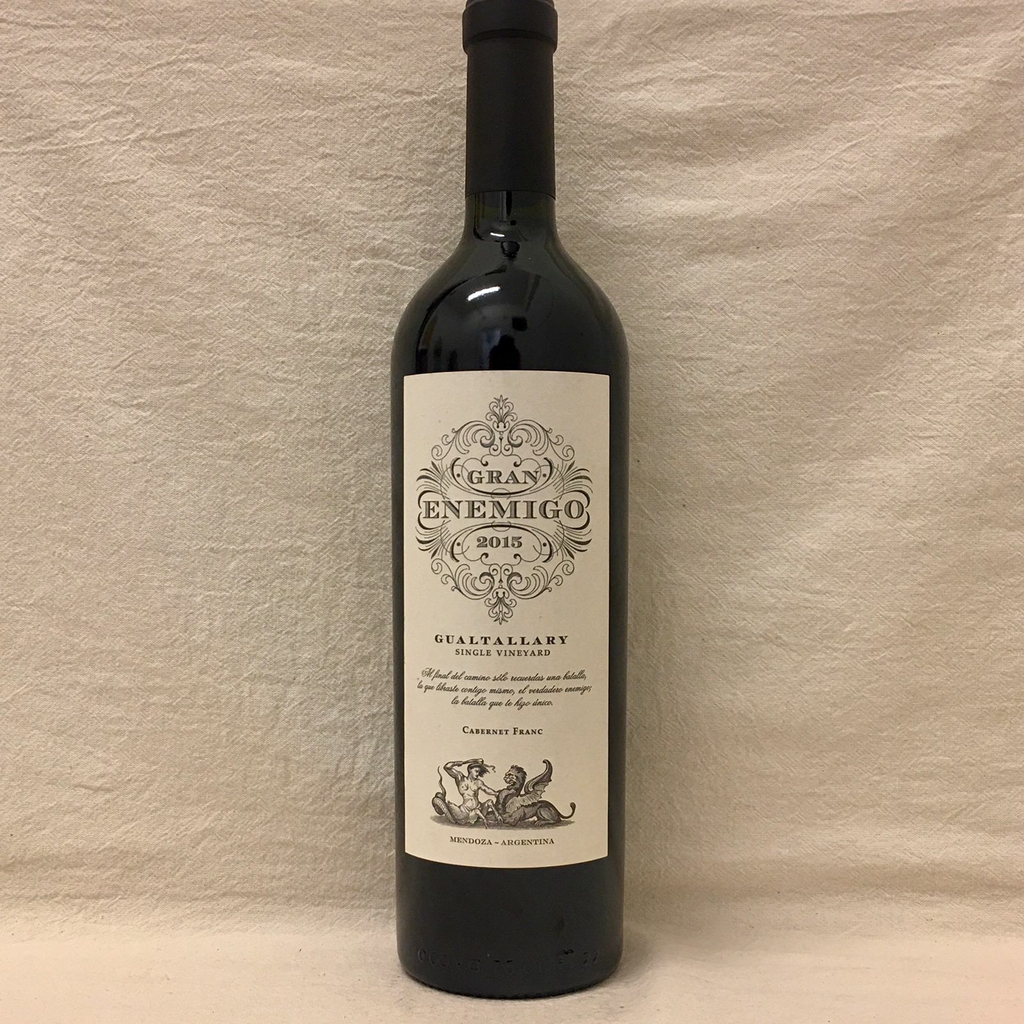 GRAN
ENEMIGO
2015
GUALTALLARY
SINGLE VINEYARD
Al final del camino sólo recuerdas una batalla,
la que libraste contigo mismo, el verdadero enemigo;
la batalla que te hizo único.
CABERNET FRANC
MENDOZA ~ ARGENTINA